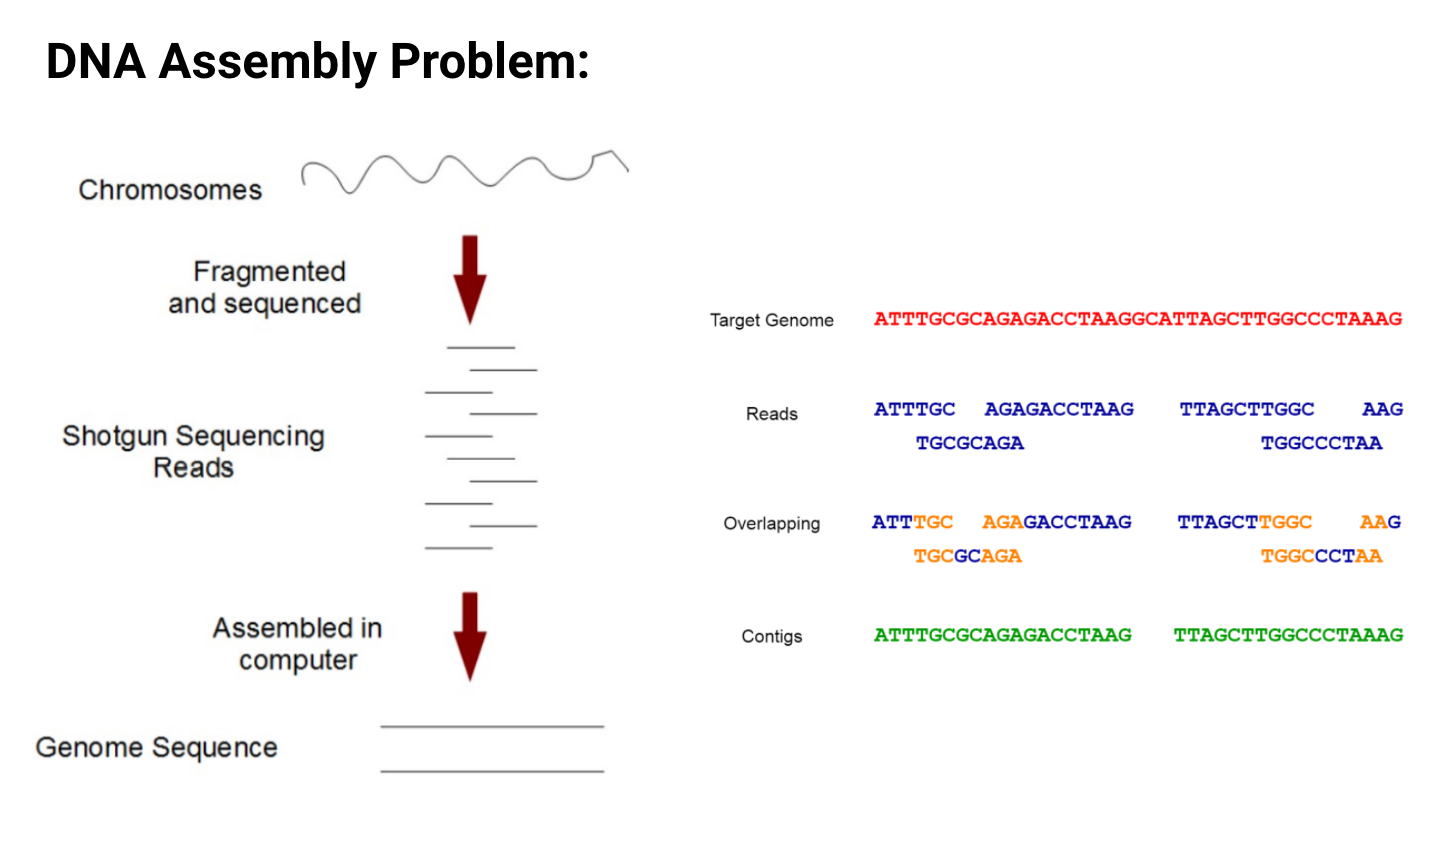 DNA Assembly Problem:
Chromosomes
Fragmented
and sequenced
Shotgun Sequencing
Reads
Assembled in
computer
Genome Sequence
Target Genome ATTTGCGCAGAGACCTAAGGCATTAGCTTGGCCCTAAAG
Reads ATTTGC AGAGACCTAAG TTAGCTTGGC AAG
TGCGCAGA TGGCCCTAA
Overlapping ATTTGC AGAGACCTAAG TTAGCTTGGC AAG
TGCGCAGA TGGCCCTAA
Contigs ATTTGCGCAGAGACCTAAG TTAGCTTGGCCCTAAAG